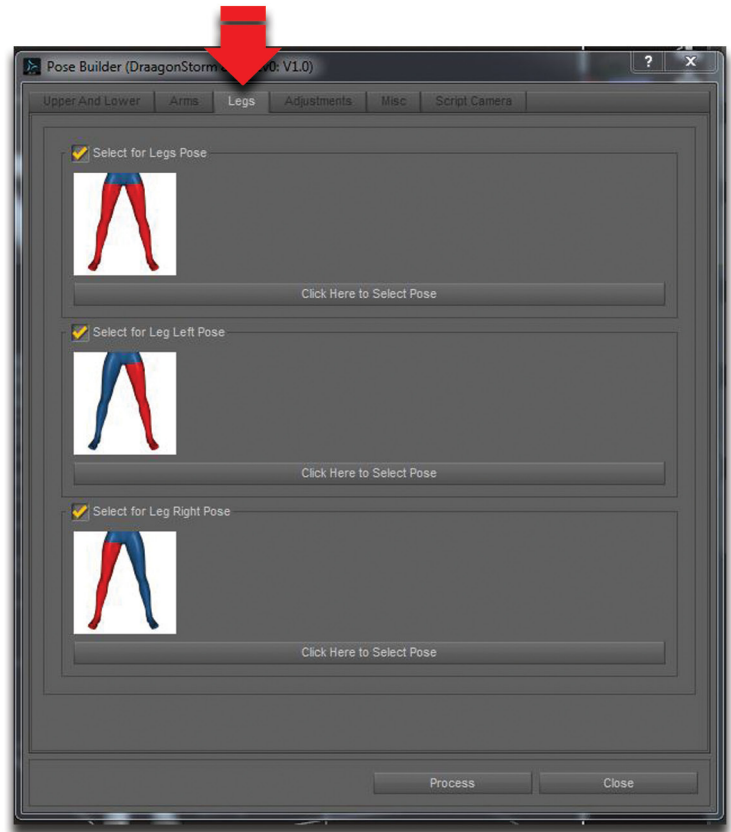 Pose Builder (DraagonStorm V0: V1.0)
? X
Upper And Lower Arms Legs Adjustments Misc Script Camera
Select for Legs Pose
Click Here to Select Pose
Select for Leg Left Pose
Click Here to Select Pose
Select for Leg Right Pose
Click Here to Select Pose
Process Close